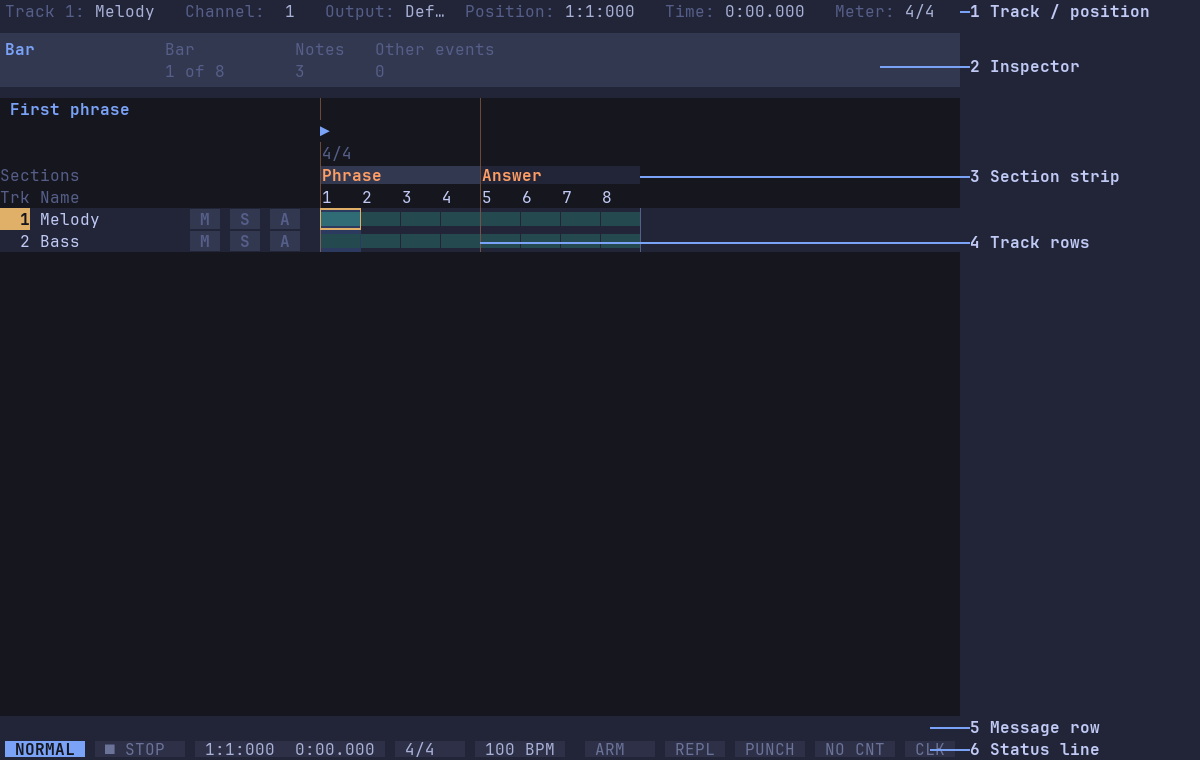 Track 1: Melody Channel: 1 Output: Def… Position: 1:1:000 Time: 0:00.000 Meter: 4/4 1 Track / position
Bar Bar Notes Other events
1 of 8 3 0 2 Inspector
First phrase
4/4
Sections Phrase Answer 3 Section strip
Trk Name 1 2 3 4 5 6 7 8
1 Melody M S A
2 Bass M S A 4 Track rows
5 Message row
NORMAL ■ STOP 1:1:000 0:00.000 4/4 100 BPM ARM REPL PUNCH NO CNT CLK 6 Status line